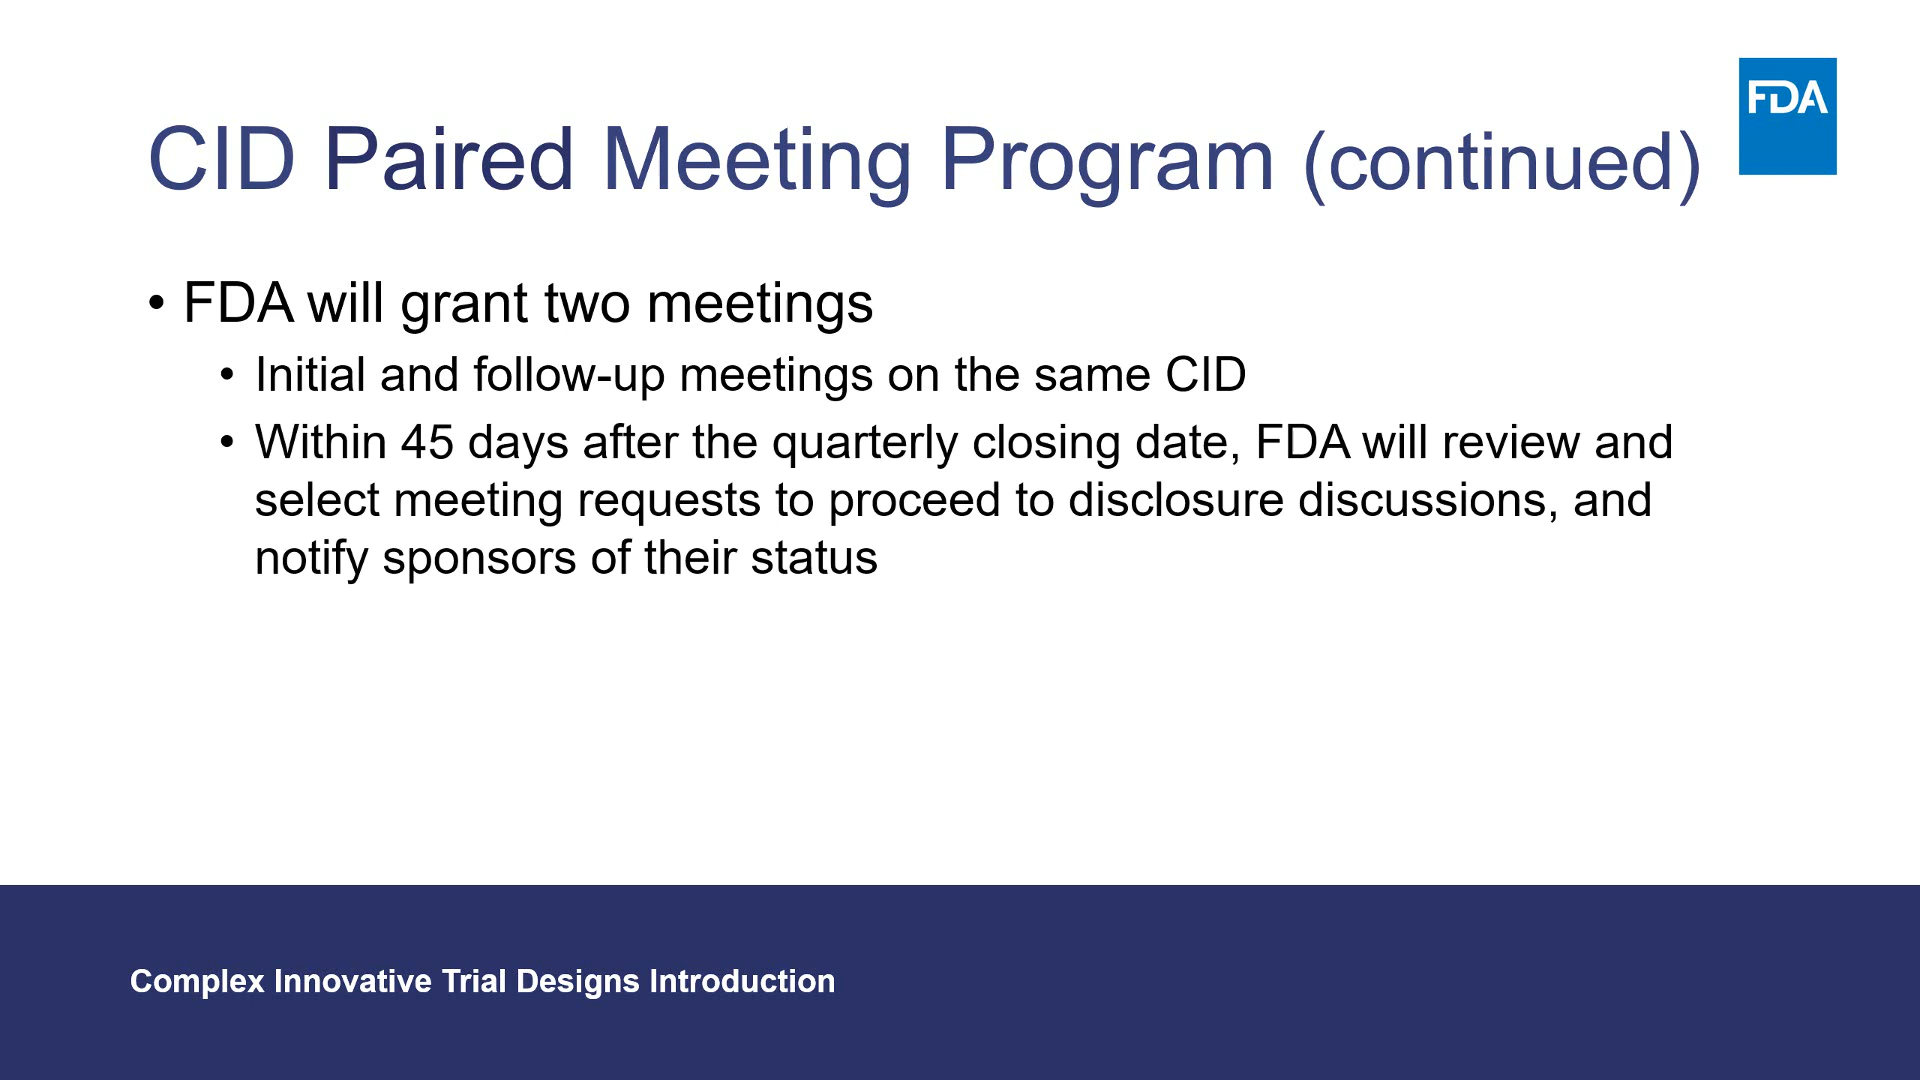 FDA
CID Paired Meeting Program (continued)
• FDA will grant two meetings
• Initial and follow-up meetings on the same CID
• Within 45 days after the quarterly closing date, FDA will review and
select meeting requests to proceed to disclosure discussions, and
notify sponsors of their status
Complex Innovative Trial Designs Introduction